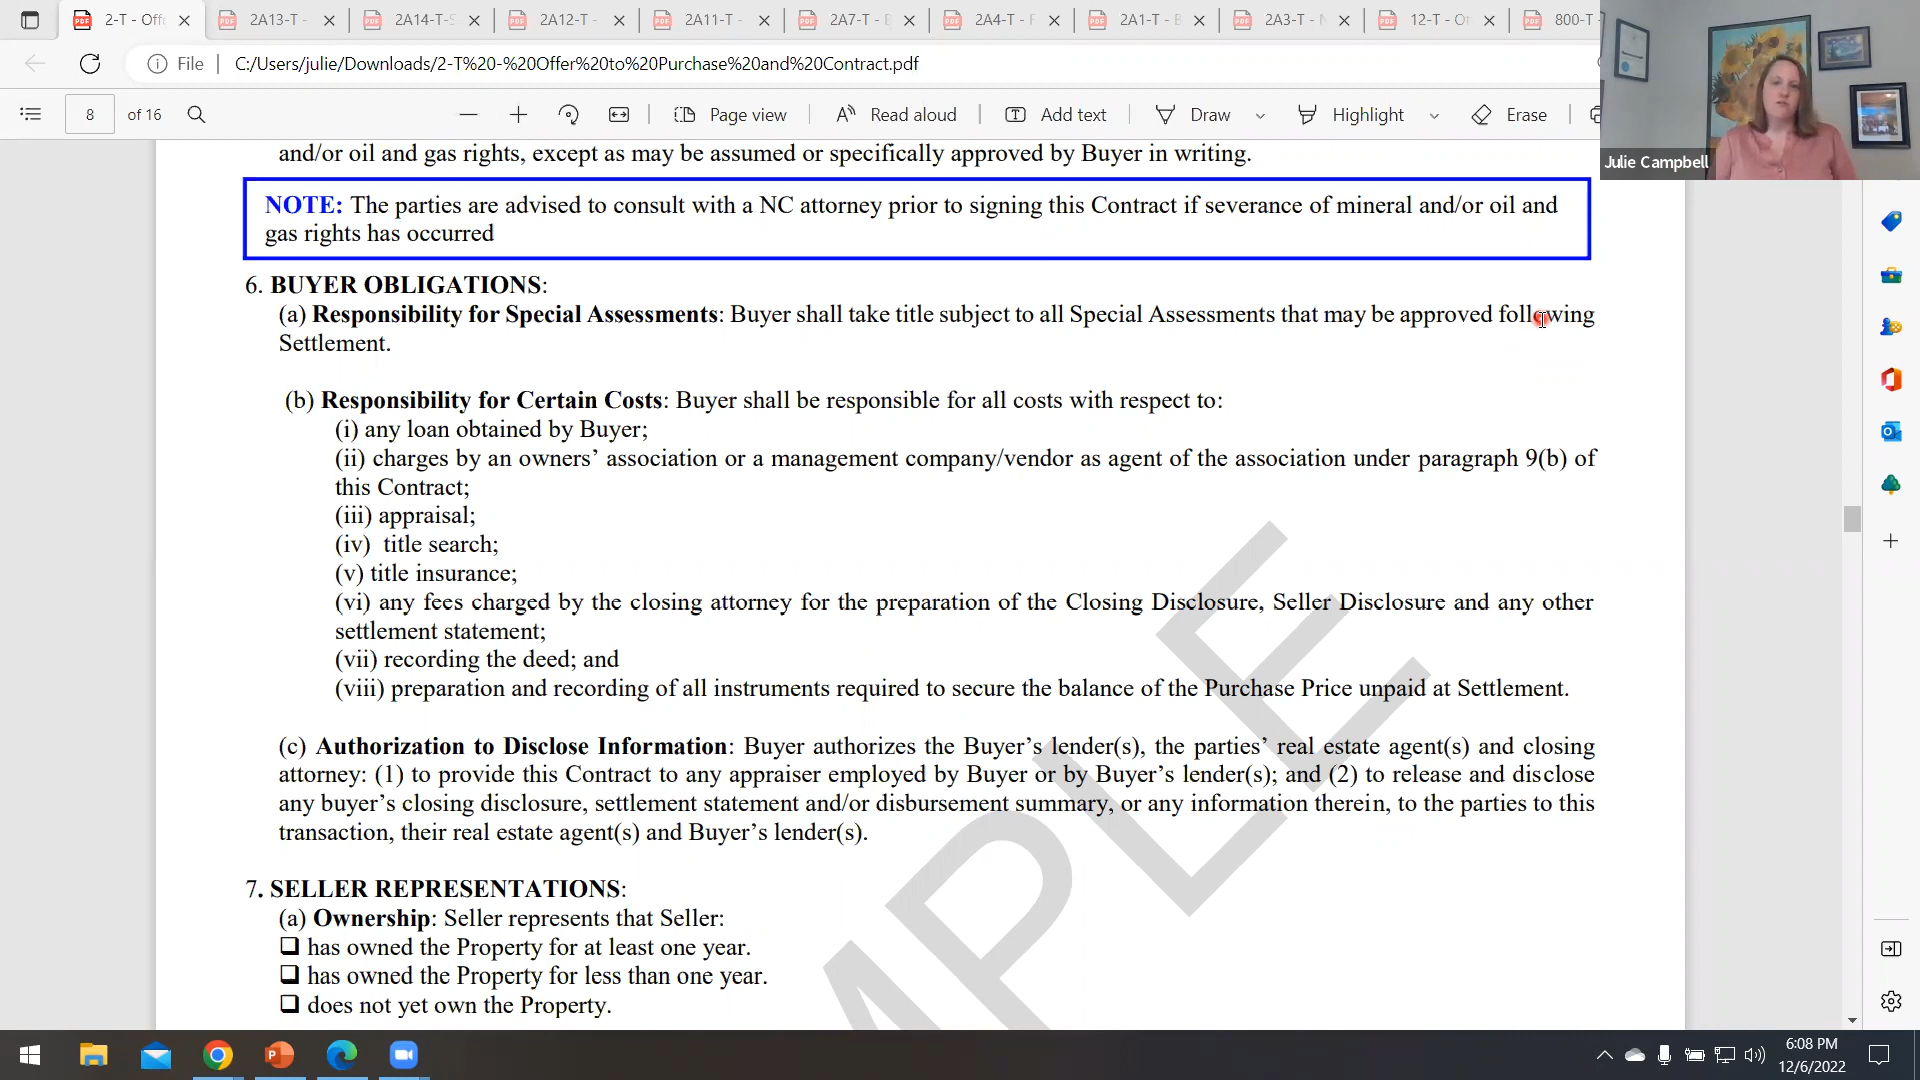 2-T - Off
2A13-T -
2A14-T-S
2A12-T -
2A11-T -
2A7-T - E
2A4-T - F
2A1-T - B
2A3-T - N
12-T - Of
800-T -
File
C:/Users/julie/Downloads/2-T%20-%20Offer%20to%20Purchase%20and%20Contract.pdf
8 of 16
Page view
Read aloud
Add text
Draw
Highlight
Erase
Julie Campbell
and/or oil and gas rights, except as may be assumed or specifically approved by Buyer in writing.
NOTE: The parties are advised to consult with a NC attorney prior to signing this Contract if severance of mineral and/or oil and
gas rights has occurred
6. BUYER OBLIGATIONS:
(a) Responsibility for Special Assessments: Buyer shall take title subject to all Special Assessments that may be approved following
Settlement.
(b) Responsibility for Certain Costs: Buyer shall be responsible for all costs with respect to:
(i) any loan obtained by Buyer;
(ii) charges by an owners’ association or a management company/vendor as agent of the association under paragraph 9(b) of
this Contract;
(iii) appraisal;
(iv) title search;
(v) title insurance;
(vi) any fees charged by the closing attorney for the preparation of the Closing Disclosure, Seller Disclosure and any other
settlement statement;
(vii) recording the deed; and
(viii) preparation and recording of all instruments required to secure the balance of the Purchase Price unpaid at Settlement.
(c) Authorization to Disclose Information: Buyer authorizes the Buyer’s lender(s), the parties’ real estate agent(s) and closing
attorney: (1) to provide this Contract to any appraiser employed by Buyer or by Buyer’s lender(s); and (2) to release and disclose
any buyer’s closing disclosure, settlement statement and/or disbursement summary, or any information therein, to the parties to this
transaction, their real estate agent(s) and Buyer’s lender(s).
7. SELLER REPRESENTATIONS:
(a) Ownership: Seller represents that Seller:
has owned the Property for at least one year.
has owned the Property for less than one year.
does not yet own the Property.
MPLE
6:08 PM
12/6/2022